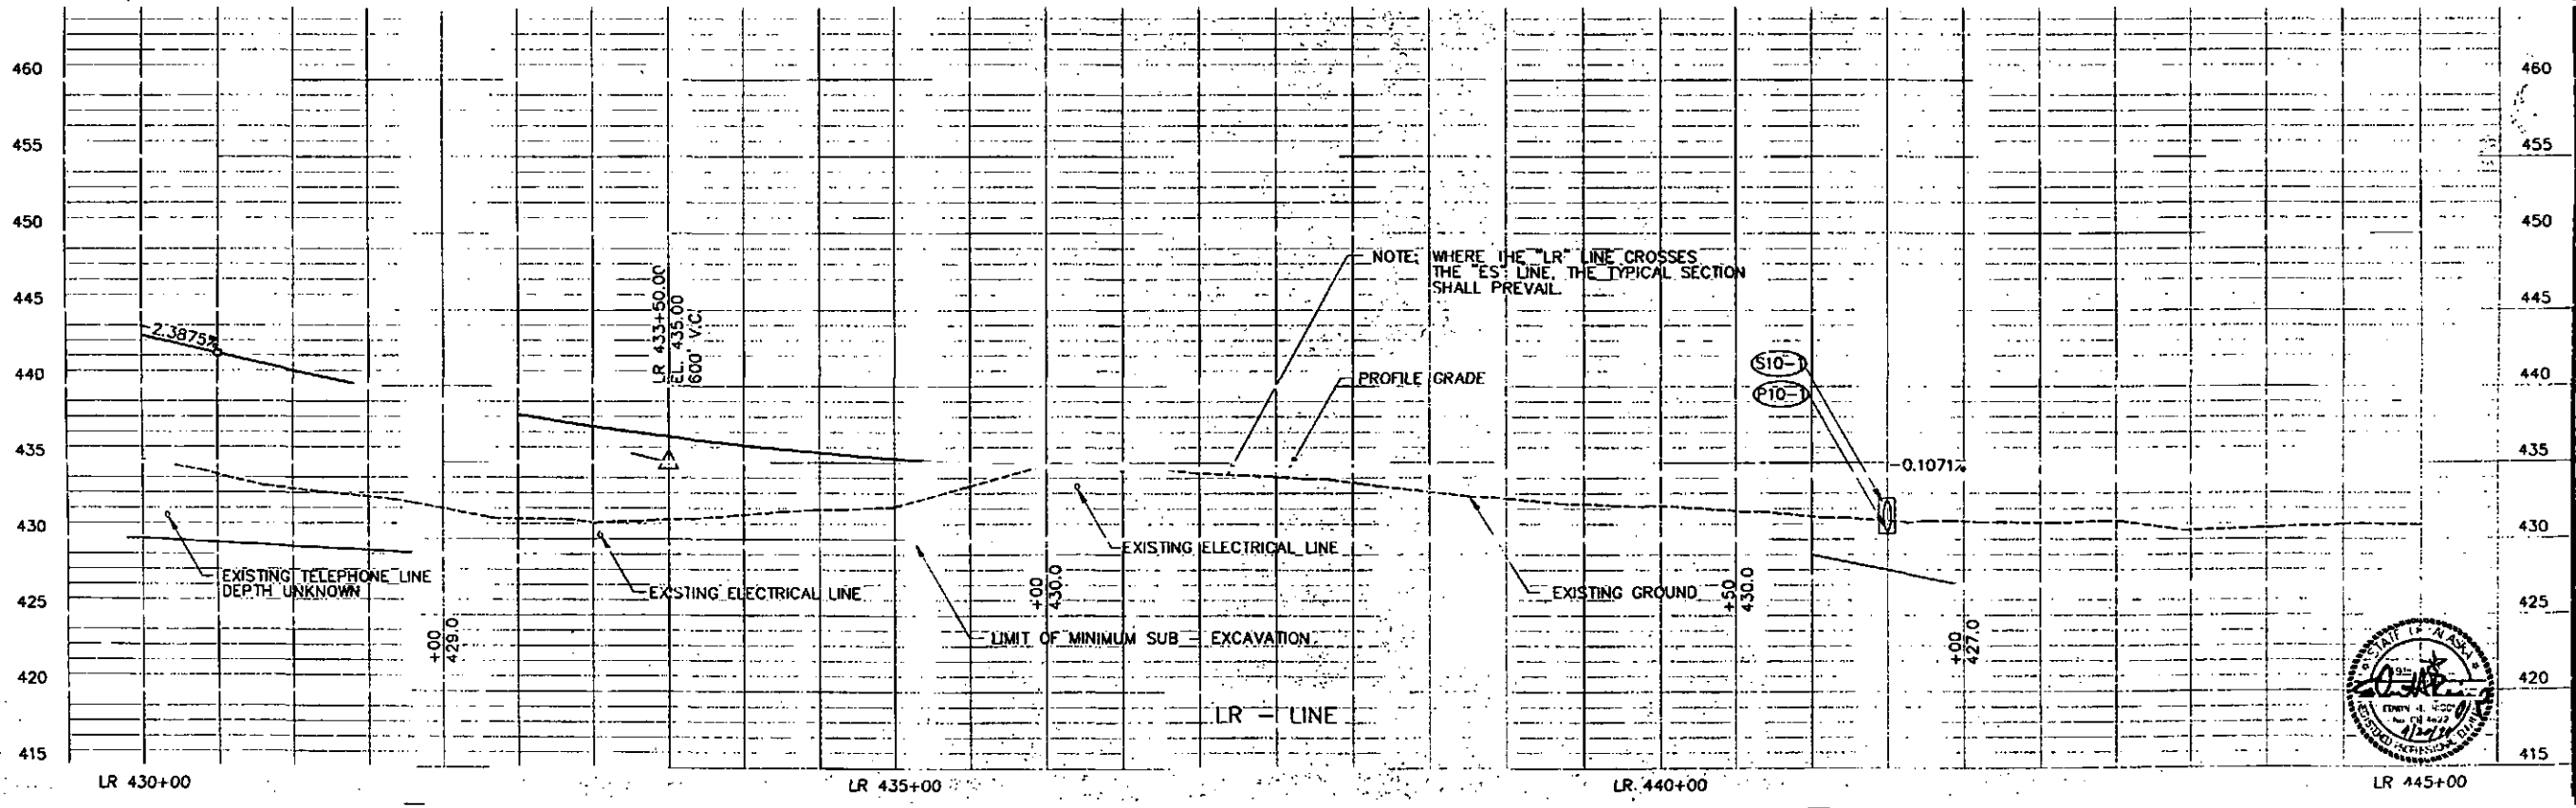 460
455
450
445
440
435
430
425
420
415
2.3875%
LR 433+50.00
EL. 435.00
600' V.C.
NOTE: WHERE THE "LR" LINE CROSSES
THE "ES" LINE, THE TYPICAL SECTION
SHALL PREVAIL.
PROFILE GRADE
S10-1
P10-1
-0.1071%
EXISTING TELEPHONE LINE
DEPTH UNKNOWN
EXISTING ELECTRICAL LINE
EXISTING ELECTRICAL LINE
EXISTING GROUND
LIMIT OF MINIMUM SUB - EXCAVATION
+00
429.0
+00
430.0
+50
430.0
+00
427.0
LR - LINE
460
455
450
445
440
435
430
425
420
415
STATE OF ALASKA
LR 430+00
LR 435+00
LR 440+00
LR 445+00